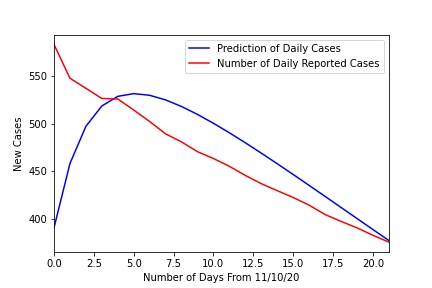 Prediction of Daily Cases
Number of Daily Reported Cases
550
500
450
400
New Cases
0.0 2.5 5.0 7.5 10.0 12.5 15.0 17.5 20.0
Number of Days From 11/10/20